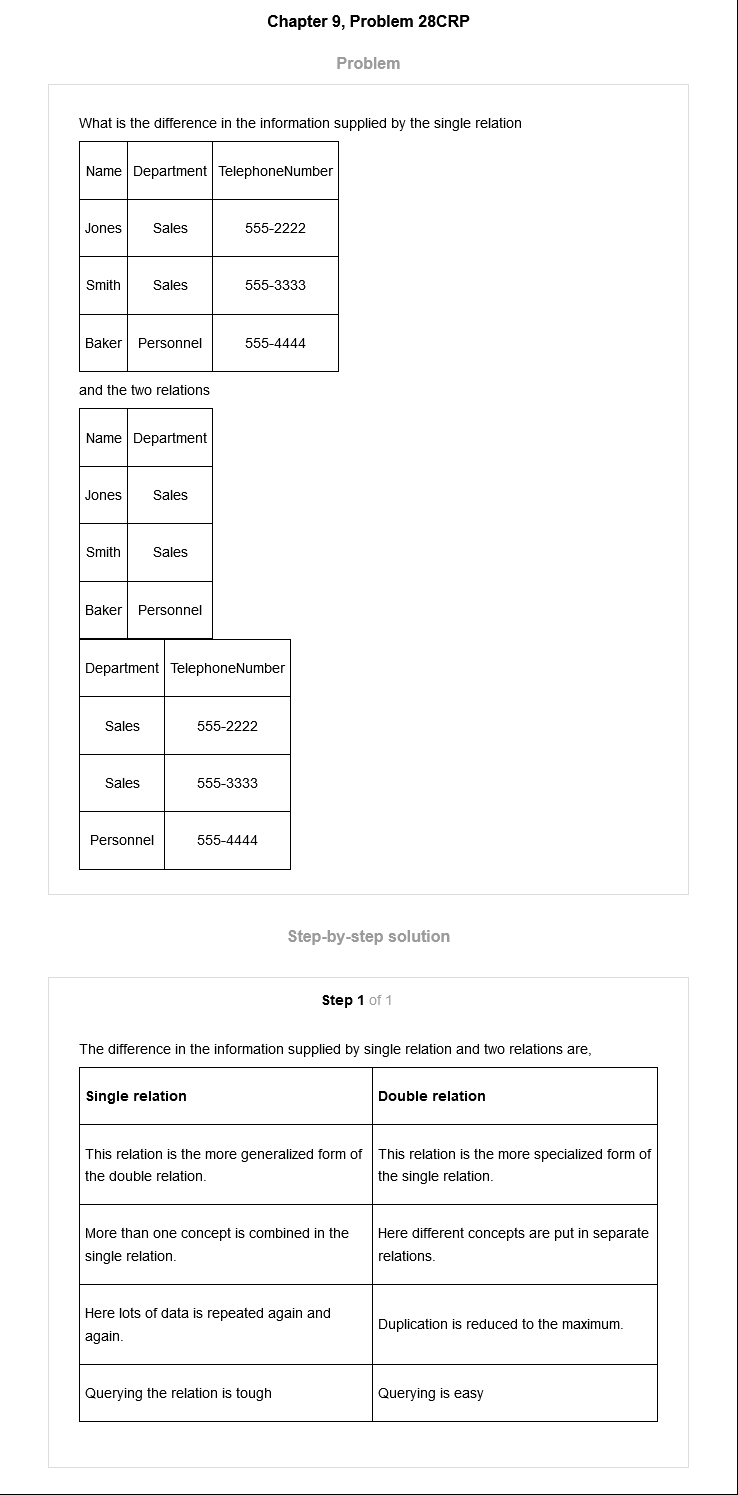 Chapter 9, Problem 28CRP
Problem
What is the difference in the information supplied by the single relation
Name Department TelephoneNumber
Jones Sales 555-2222
Smith Sales 555-3333
Baker Personnel 555-4444
and the two relations
Name Department
Jones Sales
Smith Sales
Baker Personnel
Department TelephoneNumber
Sales 555-2222
Sales 555-3333
Personnel 555-4444
Step-by-step solution
Step 1 of 1
The difference in the information supplied by single relation and two relations are,
Single relation Double relation
This relation is the more generalized form of
the double relation.
This relation is the more specialized form of
the single relation.
More than one concept is combined in the
single relation.
Here different concepts are put in separate
relations.
Here lots of data is repeated again and
again.
Duplication is reduced to the maximum.
Querying the relation is tough
Querying is easy